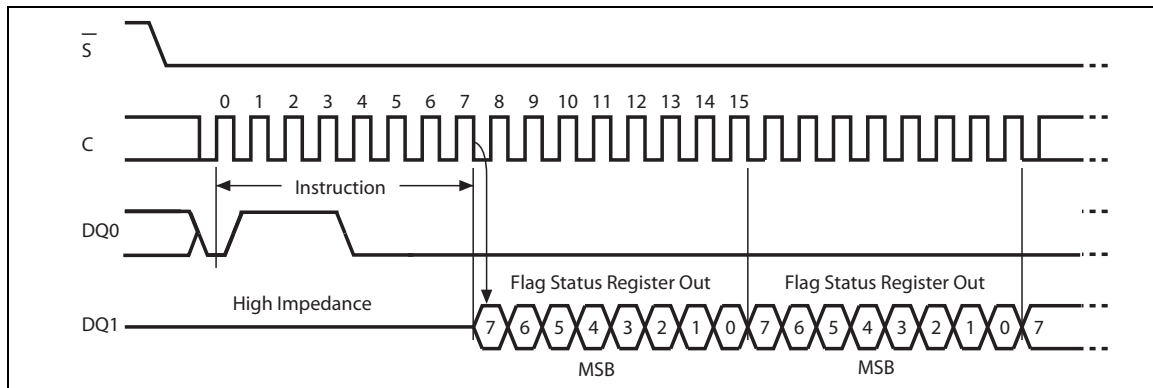 S
0 1 2 3 4 5 6 7 8 9 10 11 12 13 14 15
C
Instruction
DQ0
Flag Status Register Out Flag Status Register Out
High Impedance
DQ1 7 6 5 4 3 2 1 0 7 6 5 4 3 2 1 0 7
MSB MSB